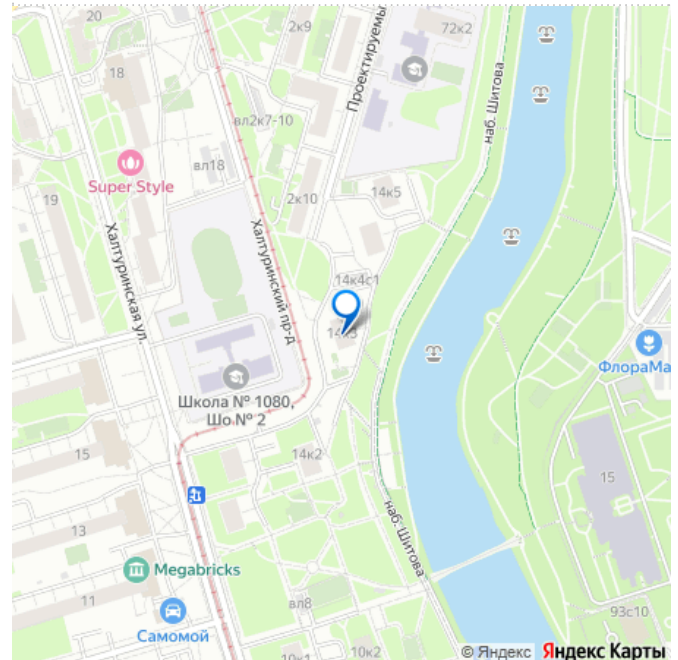 20
2к9
72к2
18
Проектируемы
наб. Шитова
вл2к7-10
вл18
Super Style
2к10
14к5
19
Халтуринская ул.
Халтуринский пр-д
14к4с1
14к3
ФлораМа
Школа № 1080,
Шо № 2
15
14к2
15
13
наб. Шитова
Megabricks
11
вл8
93с10
Самомой
10к1
10к2
© Яндекс Яндекс Карты